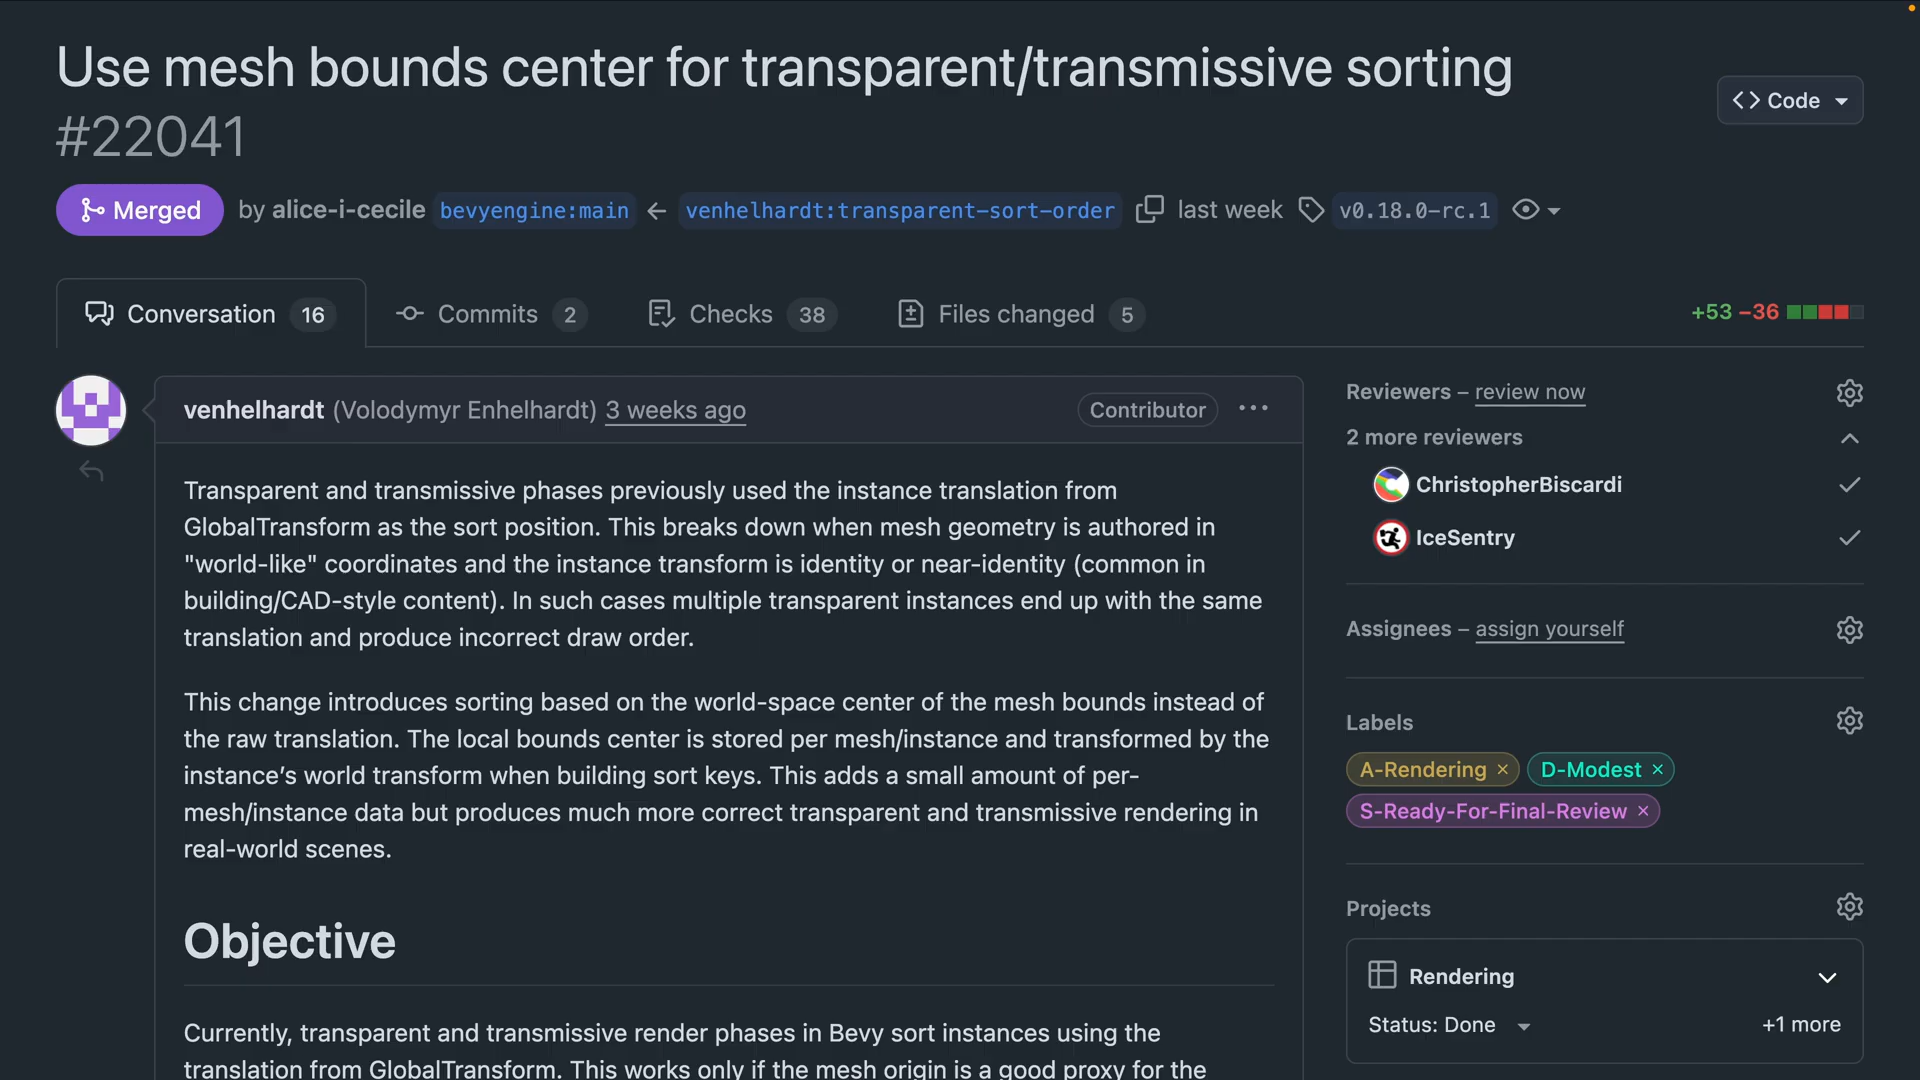 Use mesh bounds center for transparent/transmissive sorting
#22041
<> Code
Merged by alice-i-cecile bevyengine:main ← venhelhardt:transparent-sort-order last week v0.18.0-rc.1
Conversation 16 Commits 2 Checks 38 Files changed 5 +53 −36
venhelhardt (Volodymyr Enhelhardt) 3 weeks ago Contributor ...
Transparent and transmissive phases previously used the instance translation from
GlobalTransform as the sort position. This breaks down when mesh geometry is authored in
"world-like" coordinates and the instance transform is identity or near-identity (common in
building/CAD-style content). In such cases multiple transparent instances end up with the same
translation and produce incorrect draw order.
This change introduces sorting based on the world-space center of the mesh bounds instead of
the raw translation. The local bounds center is stored per mesh/instance and transformed by the
instance’s world transform when building sort keys. This adds a small amount of per-
mesh/instance data but produces much more correct transparent and transmissive rendering in
real-world scenes.
Objective
Currently, transparent and transmissive render phases in Bevy sort instances using the
translation from GlobalTransform. This works only if the mesh origin is a good proxy for the
Reviewers – review now
2 more reviewers
ChristopherBiscardi
IceSentry
Assignees – assign yourself
Labels
A-Rendering × D-Modest ×
S-Ready-For-Final-Review ×
Projects
Rendering
Status: Done +1 more